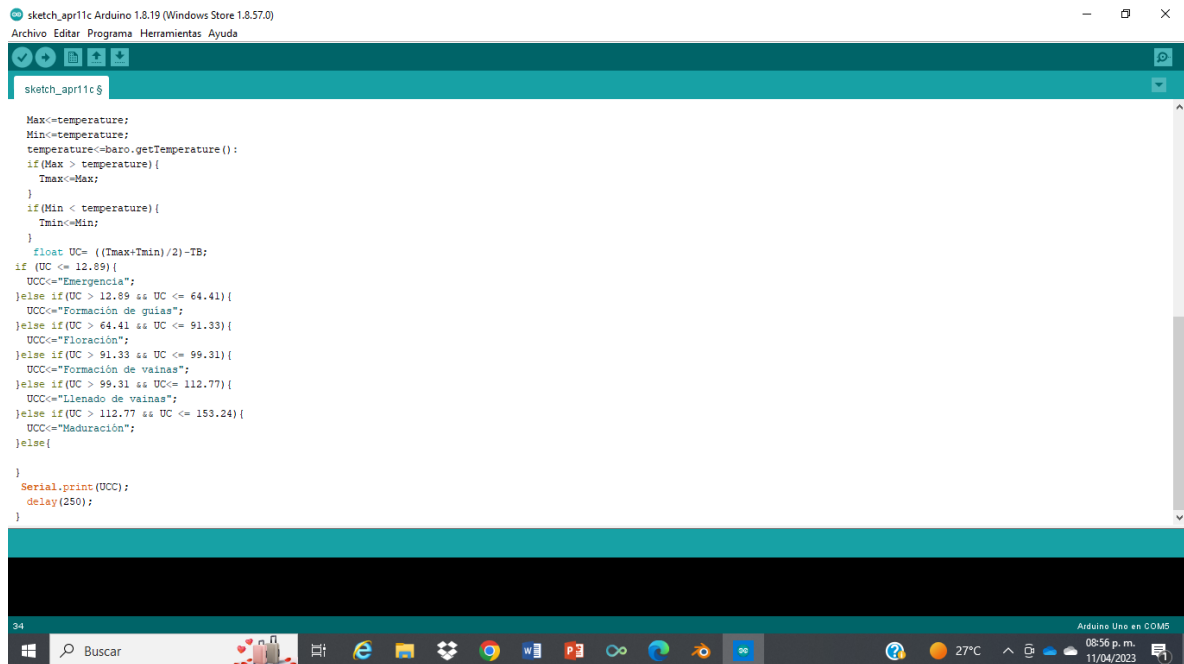 sketch_apr11c Arduino 1.8.19 (Windows Store 1.8.57.0)
Archivo Editar Programa Herramientas Ayuda
sketch_apr11c §
Max<=temperature;
Min<=temperature;
temperature<=baro.getTemperature():
if(Max > temperature){
Tmax<=Max;
}
if(Min < temperature){
Tmin<=Min;
}
float UC= ((Tmax+Tmin)/2)-TB;
if (UC <= 12.89){
UCC<="Emergencia";
}else if(UC > 12.89 && UC <= 64.41){
UCC<="Formación de guías";
}else if(UC > 64.41 && UC <= 91.33){
UCC<="Floración";
}else if(UC > 91.33 && UC <= 99.31){
UCC<="Formación de vainas";
}else if(UC > 99.31 && UC<= 112.77){
UCC<="Llenado de vainas";
}else if(UC > 112.77 && UC <= 153.24){
UCC<="Maduración";
}else{
}
Serial.print(UCC);
delay(250);
}
34
Arduino Uno en COM5
Buscar
27°C
08:56 p. m.
11/04/2023